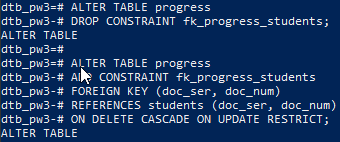 dtb_pw3=# ALTER TABLE progress
dtb_pw3-# DROP CONSTRAINT fk_progress_students;
ALTER TABLE
dtb_pw3=#
dtb_pw3=# ALTER TABLE progress
dtb_pw3-# ADD CONSTRAINT fk_progress_students
dtb_pw3-# FOREIGN KEY (doc_ser, doc_num)
dtb_pw3-# REFERENCES students (doc_ser, doc_num)
dtb_pw3-# ON DELETE CASCADE ON UPDATE RESTRICT;
ALTER TABLE